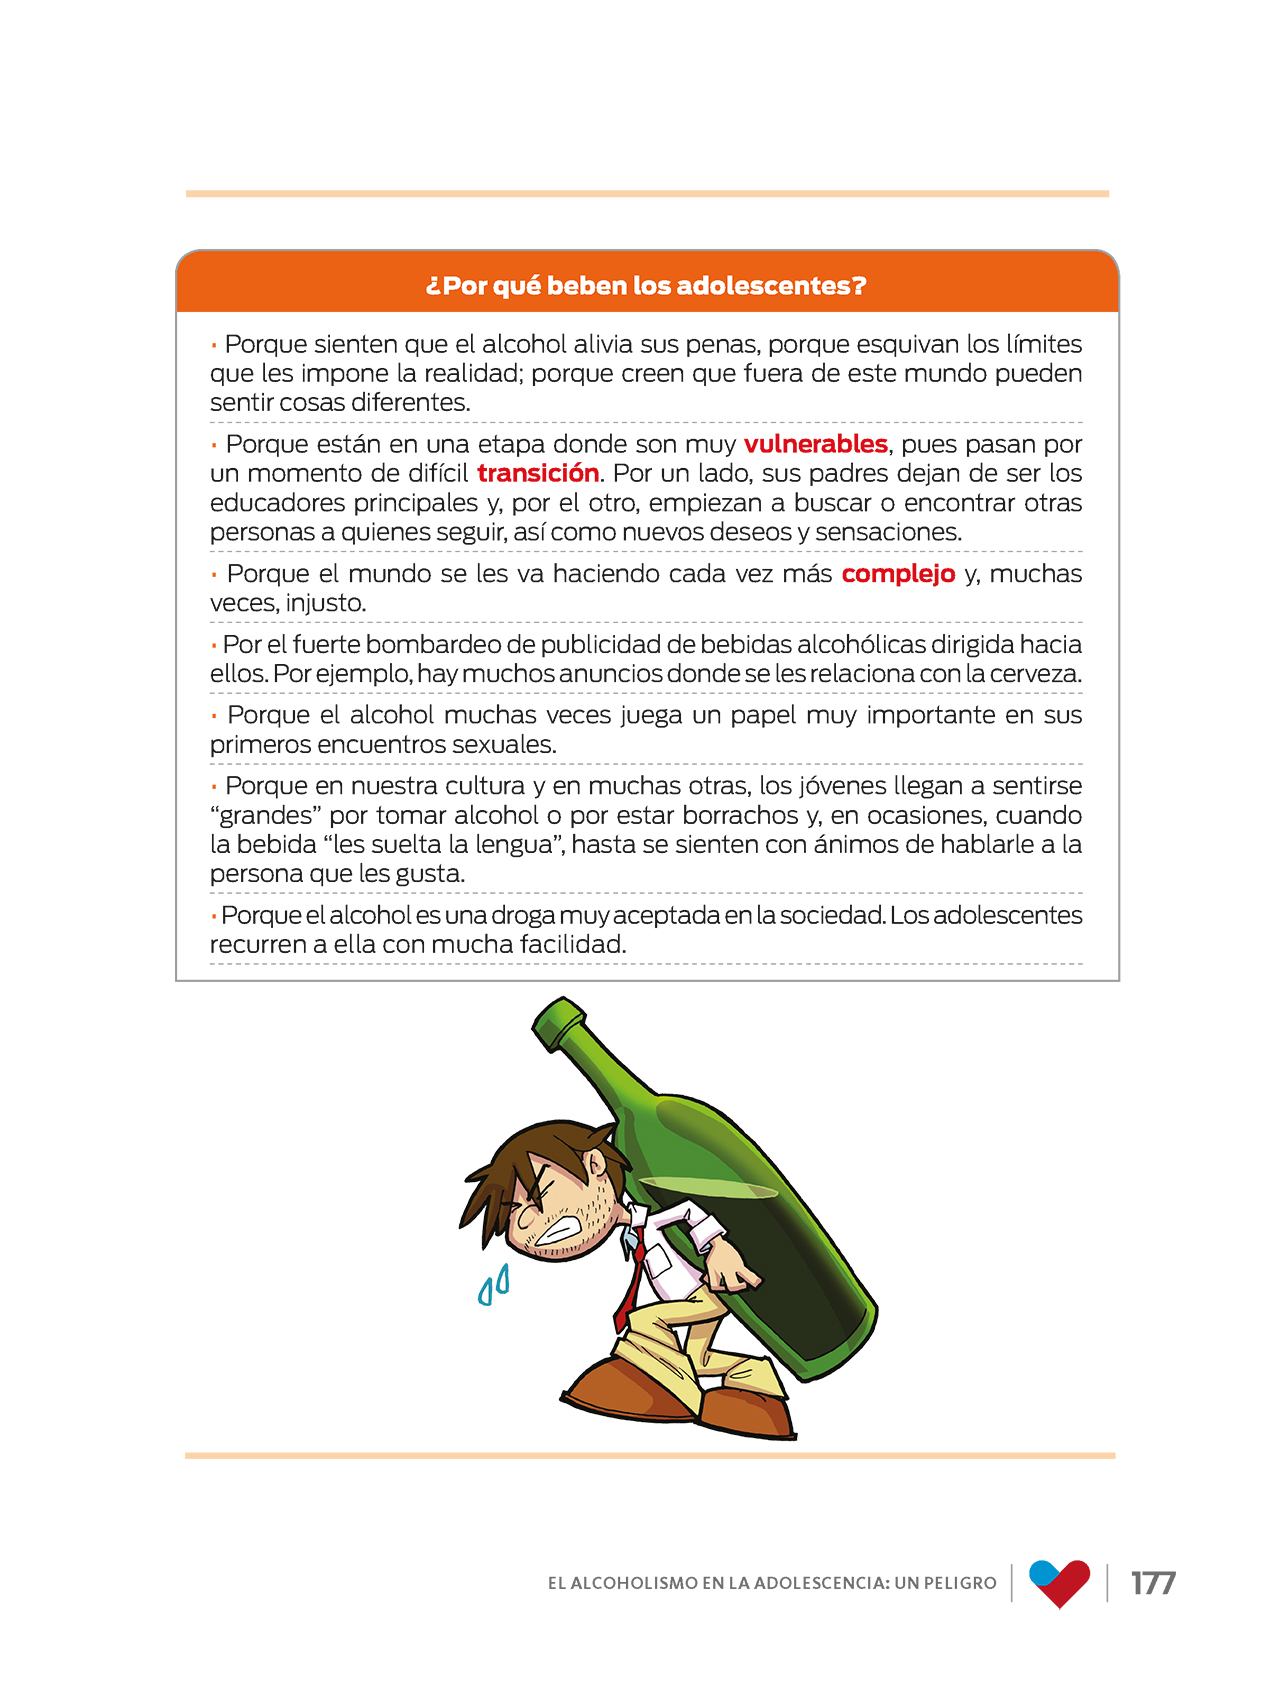 ¿Por qué beben los adolescentes?
· Porque sienten que el alcohol alivia sus penas, porque esquivan los límites
que les impone la realidad; porque creen que fuera de este mundo pueden
sentir cosas diferentes.
· Porque están en una etapa donde son muy vulnerables, pues pasan por
un momento de difícil transición. Por un lado, sus padres dejan de ser los
educadores principales y, por el otro, empiezan a buscar o encontrar otras
personas a quienes seguir, así como nuevos deseos y sensaciones.
· Porque el mundo se les va haciendo cada vez más complejo y, muchas
veces, injusto.
· Por el fuerte bombardeo de publicidad de bebidas alcohólicas dirigida hacia
ellos. Por ejemplo, hay muchos anuncios donde se les relaciona con la cerveza.
· Porque el alcohol muchas veces juega un papel muy importante en sus
primeros encuentros sexuales.
· Porque en nuestra cultura y en muchas otras, los jóvenes llegan a sentirse
“grandes” por tomar alcohol o por estar borrachos y, en ocasiones, cuando
la bebida “les suelta la lengua”, hasta se sienten con ánimos de hablarle a la
persona que les gusta.
· Porque el alcohol es una droga muy aceptada en la sociedad. Los adolescentes
recurren a ella con mucha facilidad.
EL ALCOHOLISMO EN LA ADOLESCENCIA: UN PELIGRO
177